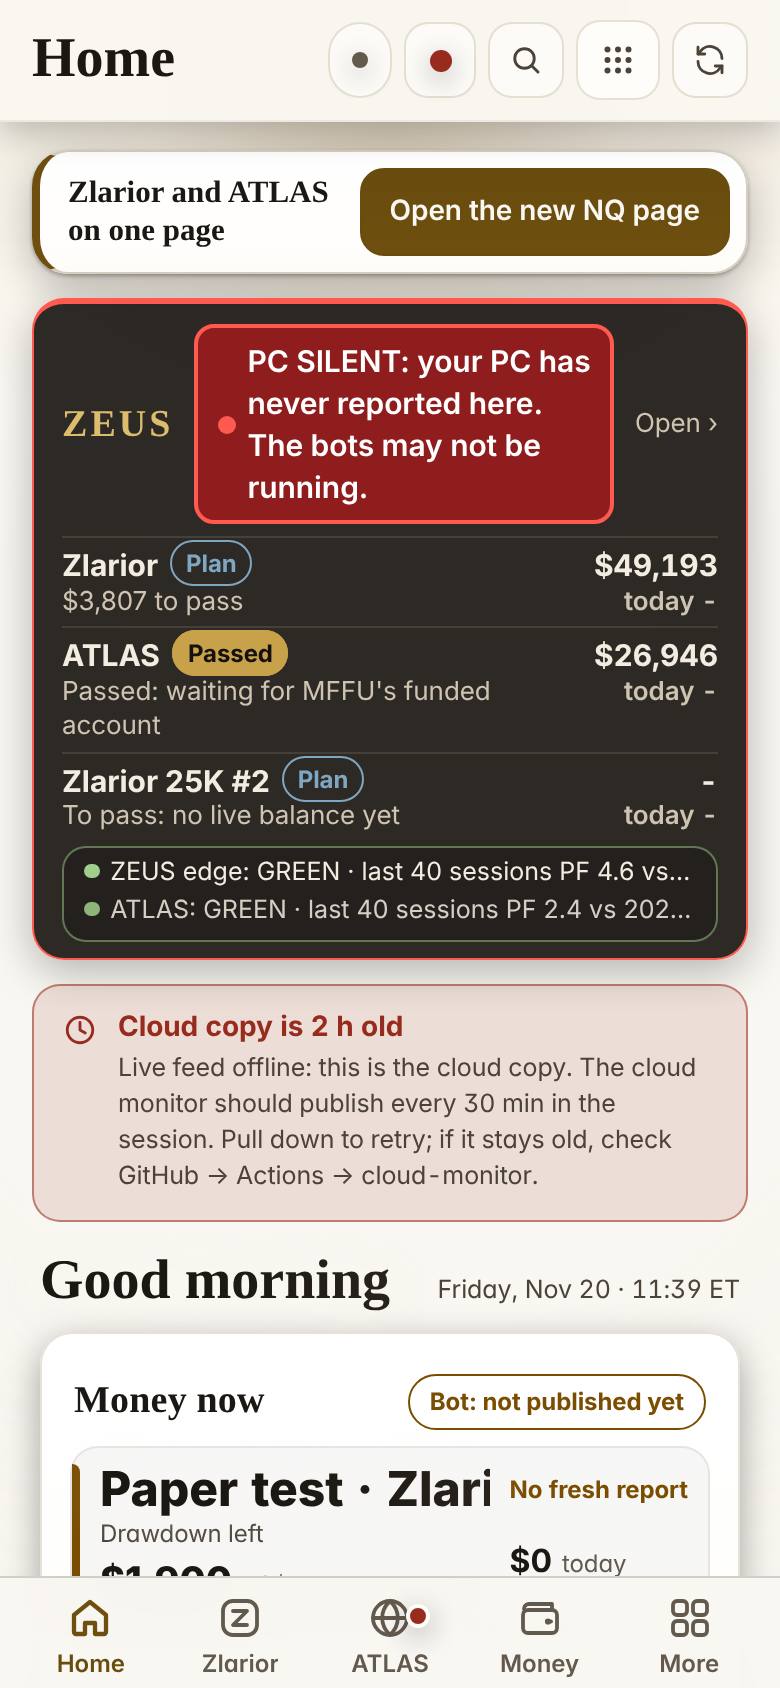 Home
Zlarior and ATLAS
on one page
Open the new NQ page
ZEUS
PC SILENT: your PC has
never reported here.
The bots may not be
running.
Open ›
Zlarior Plan $49,193
$3,807 to pass today -
ATLAS Passed $26,946
Passed: waiting for MFFU's funded today -
account
Zlarior 25K #2 Plan -
To pass: no live balance yet today -
ZEUS edge: GREEN · last 40 sessions PF 4.6 vs...
ATLAS: GREEN · last 40 sessions PF 2.4 vs 202...
Cloud copy is 2 h old
Live feed offline: this is the cloud copy. The cloud
monitor should publish every 30 min in the
session. Pull down to retry; if it stays old, check
GitHub → Actions → cloud-monitor.
Good morning Friday, Nov 20 · 11:39 ET
Money now Bot: not published yet
Paper test · Zlari No fresh report
Drawdown left
$0 today
Home Zlarior ATLAS Money More